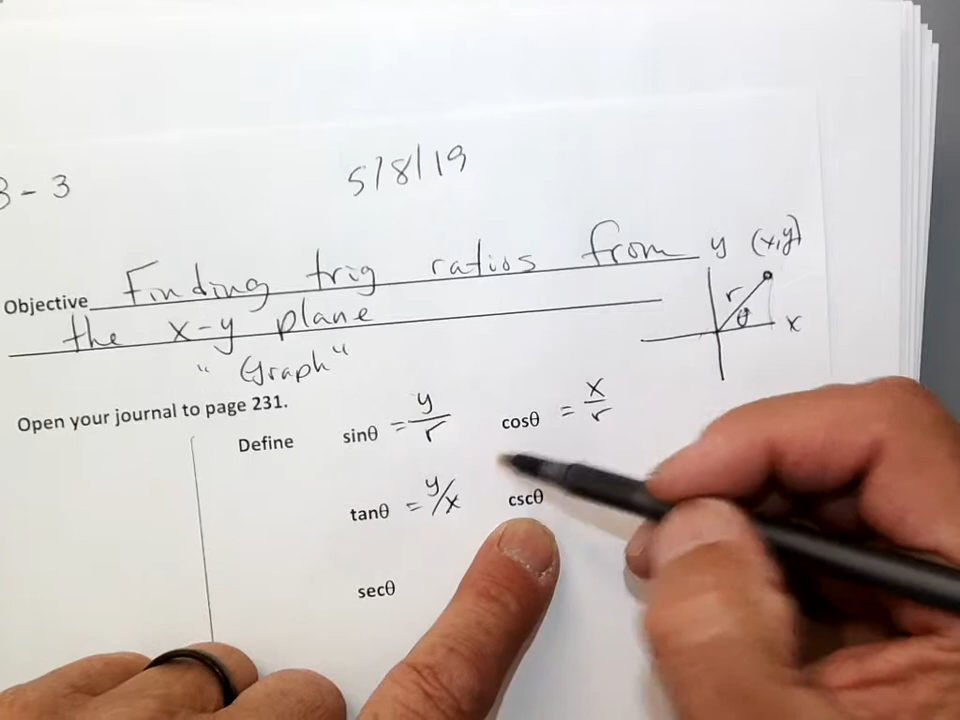 3 - 3
5/8/19
Objective Finding trig ratios from
the x-y plane
"Graph"
y (x,y)
r
θ
x
Open your journal to page 231.
Define sinθ = y/r cosθ = x/r
tanθ = y/x cscθ
secθ